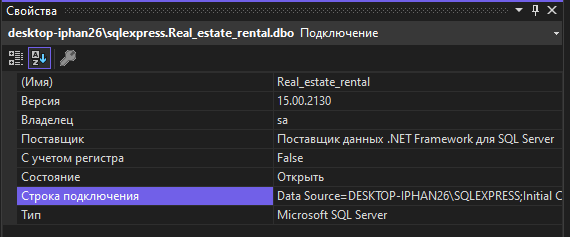 Свойства
desktop-iphan26\sqlexpress.Real_estate_rental.dbo Подключение
(Имя) Real_estate_rental
Версия 15.00.2130
Владелец sa
Поставщик Поставщик данных .NET Framework для SQL Server
С учетом регистра False
Состояние Открыть
Строка подключения Data Source=DESKTOP-IPHAN26\SQLEXPRESS;Initial C
Тип Microsoft SQL Server